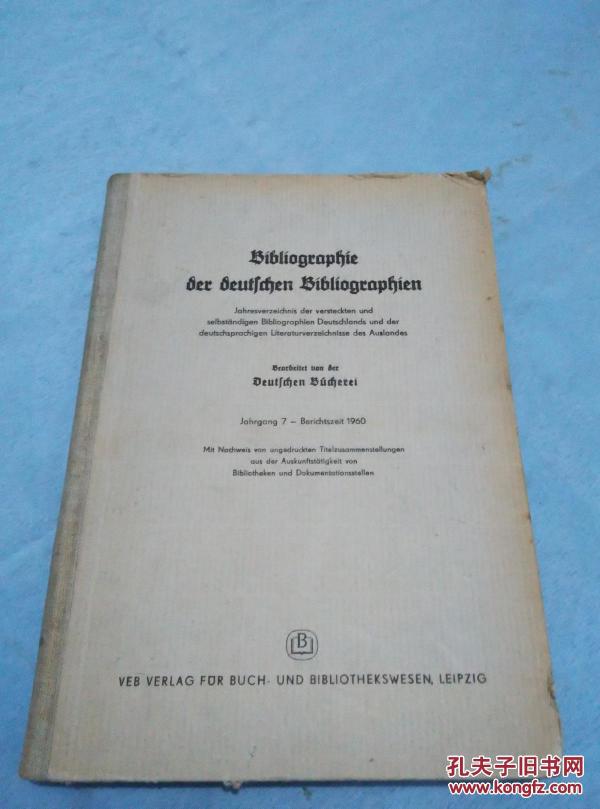 Bibliographie
der deutschen Bibliographien
Jahresverzeichnis der versteckten und
selbständigen Bibliographien Deutschlands und der
deutschsprachigen Literaturverzeichnisse des Auslandes
Bearbeitet von der
Deutschen Bücherei
Jahrgang 7 – Berichtszeit 1960
Mit Nachweis von ungedruckten Titelzusammenstellungen
aus der Auskunftstätigkeit von
Bibliotheken und Dokumentationsstellen
B
VEB VERLAG FÜR BUCH- UND BIBLIOTHEKSWESEN, LEIPZIG
孔夫子旧书网
www.kongfz.com